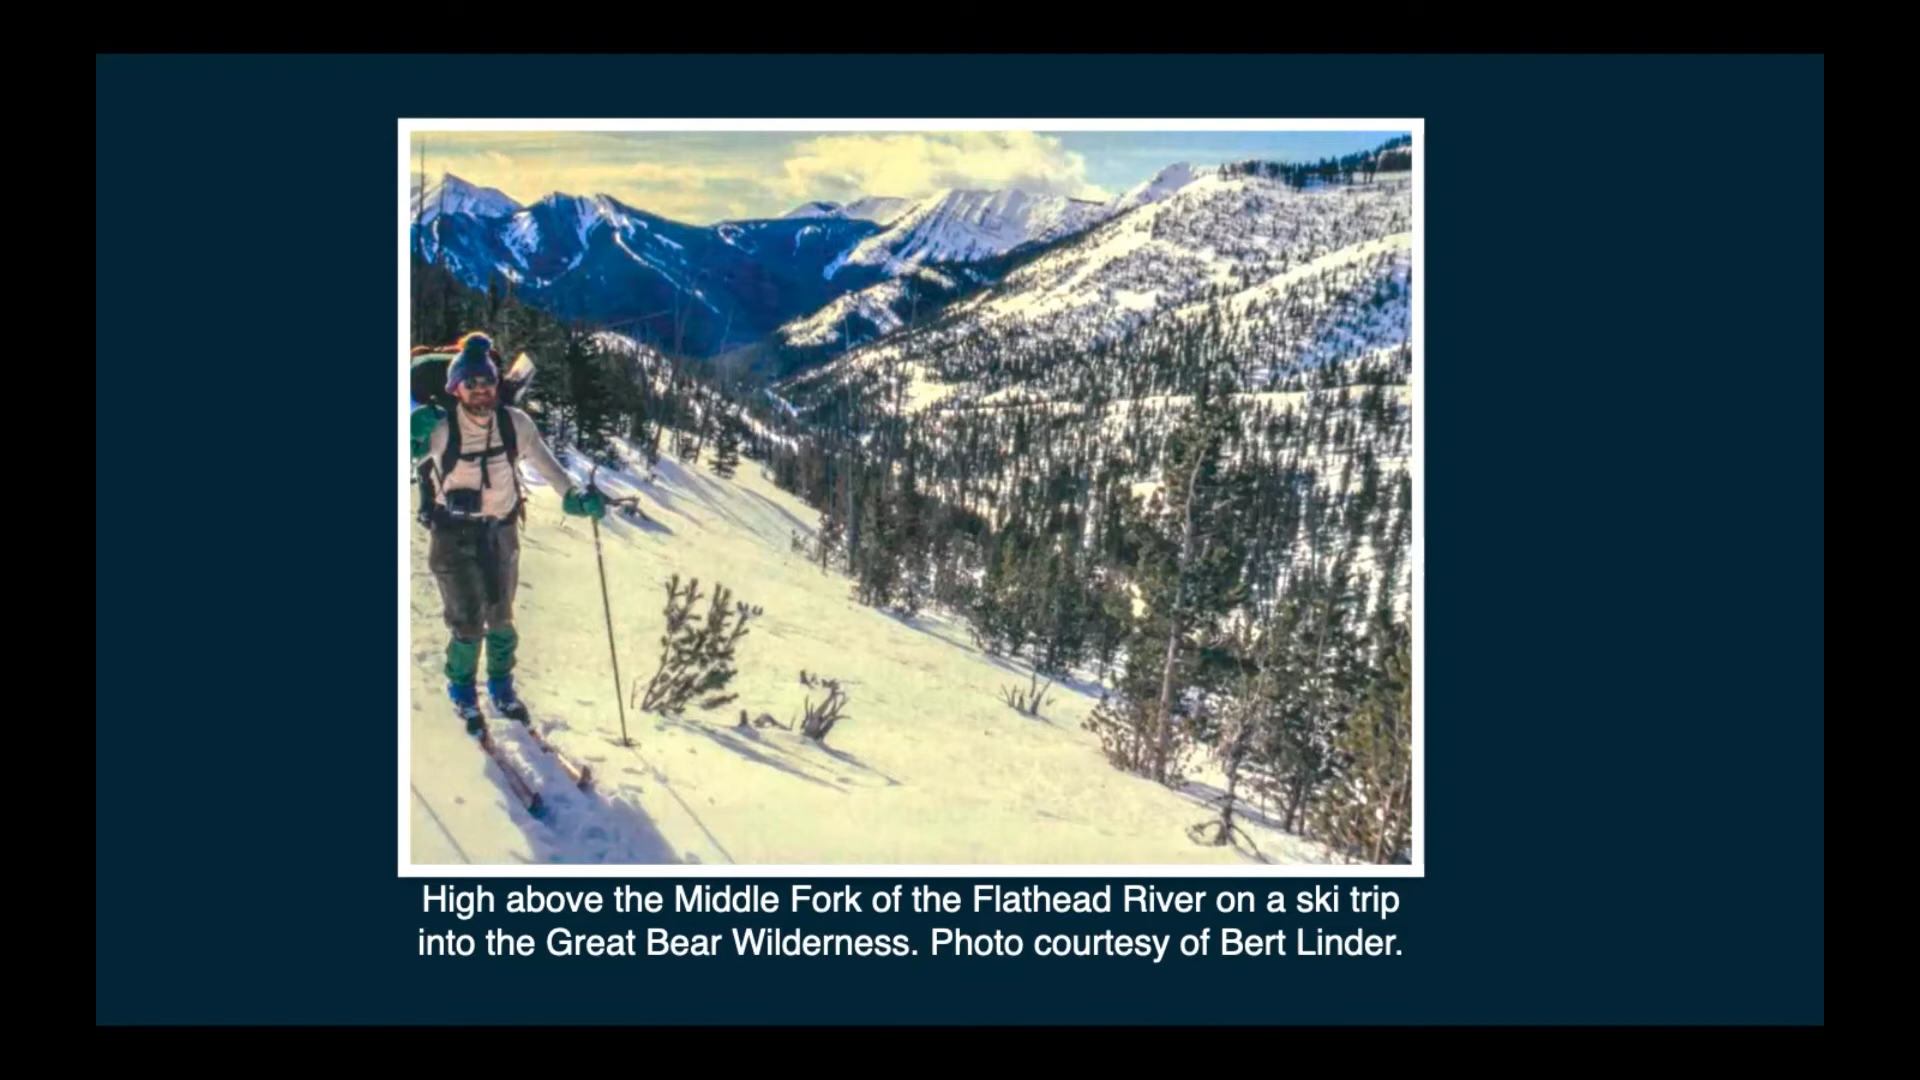 High above the Middle Fork of the Flathead River on a ski trip
into the Great Bear Wilderness. Photo courtesy of Bert Linder.